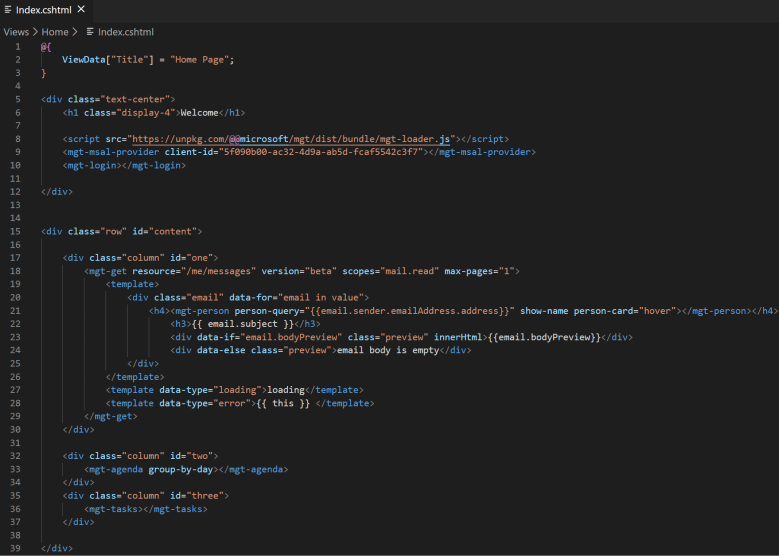 Index.cshtml ×
Views > Home > Index.cshtml
1 @{
2     ViewData["Title"] = "Home Page";
3 }
4
5 <div class="text-center">
6     <h1 class="display-4">Welcome</h1>
7
8     <script src="https://unpkg.com/@@microsoft/mgt/dist/bundle/mgt-loader.js"></script>
9     <mgt-msal-provider client-id="5f090b00-ac32-4d9a-ab5d-fcaf5542c3f7"></mgt-msal-provider>
10     <mgt-login></mgt-login>
11
12 </div>
13
14
15 <div class="row" id="content">
16
17     <div class="column" id="one">
18         <mgt-get resource="/me/messages" version="beta" scopes="mail.read" max-pages="1">
19             <template>
20                 <div class="email" data-for="email in value">
21                     <h4><mgt-person person-query="{{email.sender.emailAddress.address}}" show-name person-card="hover"></mgt-person></h4>
22                         <h3>{{ email.subject }}</h3>
23                         <div data-if="email.bodyPreview" class="preview" innerHtml>{{email.bodyPreview}}</div>
24                         <div data-else class="preview">email body is empty</div>
25                 </div>
26             </template>
27             <template data-type="loading">loading</template>
28             <template data-type="error">{{ this }} </template>
29         </mgt-get>
30     </div>
31
32     <div class="column" id="two">
33         <mgt-agenda group-by-day></mgt-agenda>
34     </div>
35     <div class="column" id="three">
36         <mgt-tasks></mgt-tasks>
37     </div>
38
39 </div>